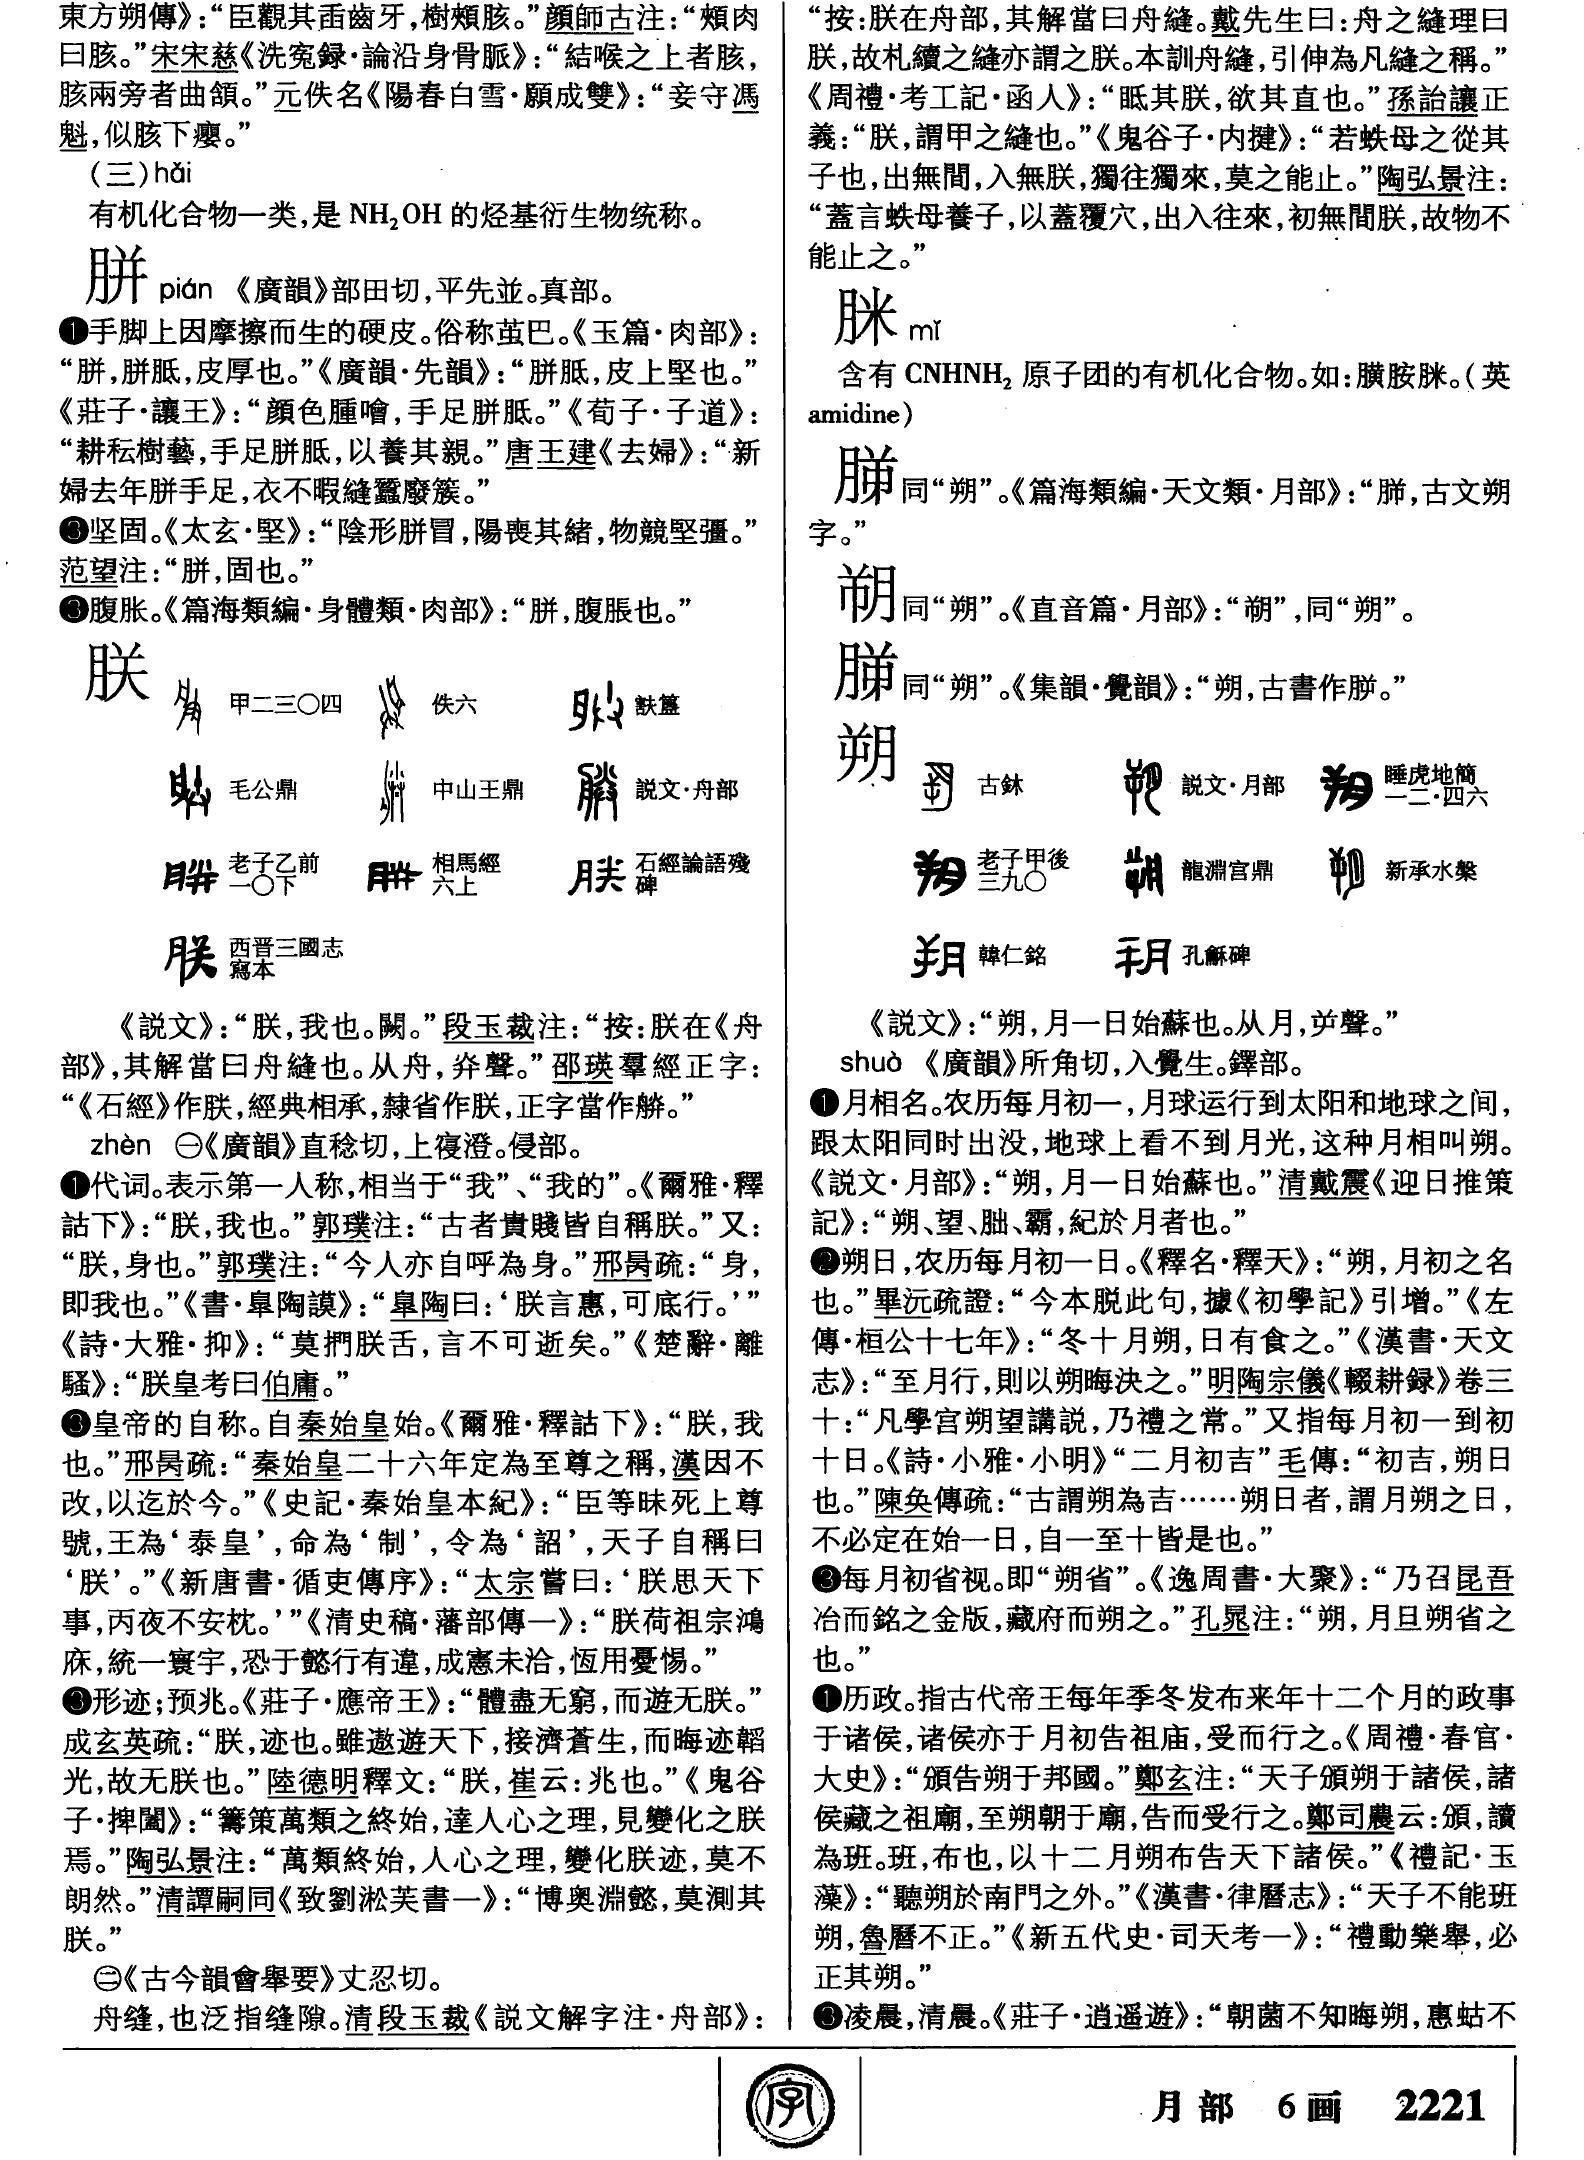 東方朔傳》：“臣觀其臿齒牙，樹頰胲。”顔師古注：“頰肉
曰胲。”宋宋慈《洗寃録·論沿身骨脈》：“結喉之上者胲，
胲兩旁者曲頷。”元佚名《陽春白雪·願成雙》：“妾守馮
魁，似胲下癭。”
（三）hǎi
有机化合物一类，是 NH₂OH 的烃基衍生物统称。
胼 pián 《廣韻》部田切，平先並。真部。
❶手脚上因摩擦而生的硬皮。俗称茧巴。《玉篇·肉部》：
“胼，胼胝，皮厚也。”《廣韻·先韻》：“胼胝，皮上堅也。”
《莊子·讓王》：“顔色腫噲，手足胼胝。”《荀子·子道》：
“耕耘樹藝，手足胼胝，以養其親。”唐王建《去婦》：“新
婦去年胼手足，衣不暇縫蠶廢簇。”
❸坚固。《太玄·堅》：“陰形胼冒，陽喪其緒，物競堅彊。”
范望注：“胼，固也。”
❸腹胀。《篇海類編·身體類·肉部》：“胼，腹脹也。”
朕
甲二三〇四 佚六 㝬簋
毛公鼎 中山王鼎 説文·舟部
老子乙前一〇下 相馬經六上 石經論語殘碑
西晋三國志寫本
《説文》：“朕，我也。闕。”段玉裁注：“按：朕在《舟
部》，其解當曰舟縫也。从舟，灷聲。”邵瑛羣經正字：
“《石經》作朕，經典相承，隸省作朕，正字當作䑣。”
zhèn ㊀《廣韻》直稔切，上寑澄。侵部。
❶代词。表示第一人称，相当于“我”、“我的”。《爾雅·釋
詁下》：“朕，我也。”郭璞注：“古者貴賤皆自稱朕。”又：
“朕，身也。”郭璞注：“今人亦自呼為身。”邢昺疏：“身，
即我也。”《書·臯陶謨》：“臯陶曰：‘朕言惠，可底行。’”
《詩·大雅·抑》：“莫捫朕舌，言不可逝矣。”《楚辭·離
騷》：“朕皇考曰伯庸。”
❸皇帝的自称。自秦始皇始。《爾雅·釋詁下》：“朕，我
也。”邢昺疏：“秦始皇二十六年定為至尊之稱，漢因不
改，以迄於今。”《史記·秦始皇本紀》：“臣等昧死上尊
號，王為‘泰皇’，命為‘制’，令為‘詔’，天子自稱曰
‘朕’。”《新唐書·循吏傳序》：“太宗嘗曰：‘朕思天下
事，丙夜不安枕。’”《清史稿·藩部傳一》：“朕荷祖宗鴻
庥，統一寰宇，恐于懿行有違，成憲未洽，恆用憂惕。”
❸形迹；预兆。《莊子·應帝王》：“體盡无窮，而遊无朕。”
成玄英疏：“朕，迹也。雖遨遊天下，接濟蒼生，而晦迹韜
光，故无朕也。”陸德明釋文：“朕，崔云：兆也。”《鬼谷
子·捭闔》：“籌策萬類之終始，達人心之理，見變化之朕
焉。”陶弘景注：“萬類終始，人心之理，變化朕迹，莫不
朗然。”清譚嗣同《致劉淞芙書一》：“博奥淵懿，莫測其
朕。”
㊁《古今韻會舉要》丈忍切。
舟缝，也泛指缝隙。清段玉裁《説文解字注·舟部》：
“按：朕在舟部，其解當曰舟縫。戴先生曰：舟之縫理曰
朕，故札續之縫亦謂之朕。本訓舟縫，引伸為凡縫之稱。”
《周禮·考工記·函人》：“眂其朕，欲其直也。”孫詒讓正
義：“朕，謂甲之縫也。”《鬼谷子·内揵》：“若蚨母之從其
子也，出無間，入無朕，獨往獨來，莫之能止。”陶弘景注：
“蓋言蚨母養子，以蓋覆穴，出入往來，初無間朕，故物不
能止之。”
脒 mǐ
含有 CNHNH₂ 原子团的有机化合物。如：磺胺脒。（英
amidine）
同“朔”。《篇海類編·天文類·月部》：“，古文朔
字。”
同“朔”。《直音篇·月部》：“”，同“朔”。
同“朔”。《集韻·覺韻》：“朔，古書作。”
朔
古鉨 説文·月部 睡虎地簡一二·四六
老子甲後三九〇 龍淵宫鼎 新承水槃
韓仁銘 孔龢碑
《説文》：“朔，月一日始蘇也。从月，屰聲。”
shuò 《廣韻》所角切，入覺生。鐸部。
❶月相名。农历每月初一，月球运行到太阳和地球之间，
跟太阳同时出没，地球上看不到月光，这种月相叫朔。
《説文·月部》：“朔，月一日始蘇也。”清戴震《迎日推策
記》：“朔、望、朏、霸，紀於月者也。”
❷朔日，农历每月初一日。《釋名·釋天》：“朔，月初之名
也。”畢沅疏證：“今本脱此句，據《初學記》引增。”《左
傳·桓公十七年》：“冬十月朔，日有食之。”《漢書·天文
志》：“至月行，則以朔晦決之。”明陶宗儀《輟耕録》卷三
十：“凡學宫朔望講説，乃禮之常。”又指每月初一到初
十日。《詩·小雅·小明》“二月初吉”毛傳：“初吉，朔日
也。”陳奂傳疏：“古謂朔為吉……朔日者，謂月朔之日，
不必定在始一日，自一至十皆是也。”
❸每月初省视。即“朔省”。《逸周書·大聚》：“乃召昆吾
冶而銘之金版，藏府而朔之。”孔晁注：“朔，月旦朔省之
也。”
❶历政。指古代帝王每年季冬发布来年十二个月的政事
于诸侯，诸侯亦于月初告祖庙，受而行之。《周禮·春官·
大史》：“頒告朔于邦國。”鄭玄注：“天子頒朔于諸侯，諸
侯藏之祖廟，至朔朝于廟，告而受行之。鄭司農云：頒，讀
為班。班，布也，以十二月朔布告天下諸侯。”《禮記·玉
藻》：“聽朔於南門之外。”《漢書·律曆志》：“天子不能班
朔，魯曆不正。”《新五代史·司天考一》：“禮動樂舉，必
正其朔。”
❸凌晨，清晨。《莊子·逍遥遊》：“朝菌不知晦朔，惠蛄不
字
月部 6画 2221